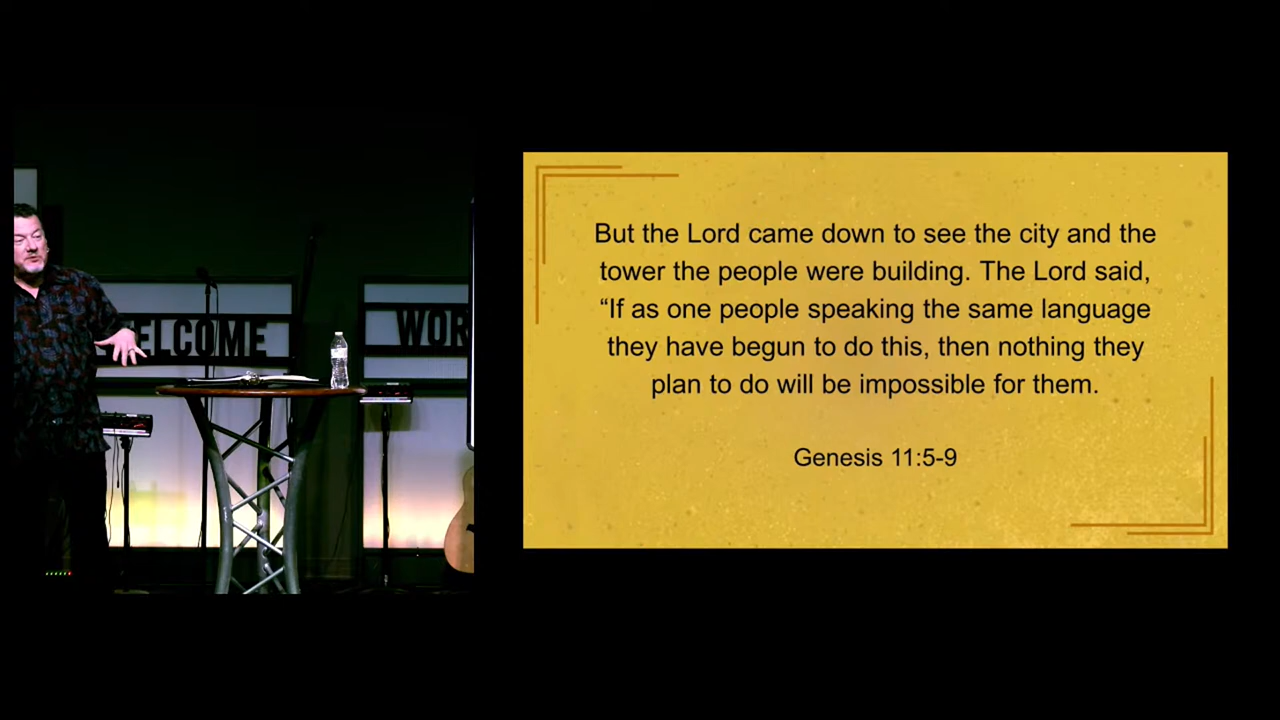 WELCOME
WOR
But the Lord came down to see the city and the
tower the people were building. The Lord said,
“If as one people speaking the same language
they have begun to do this, then nothing they
plan to do will be impossible for them.
Genesis 11:5-9